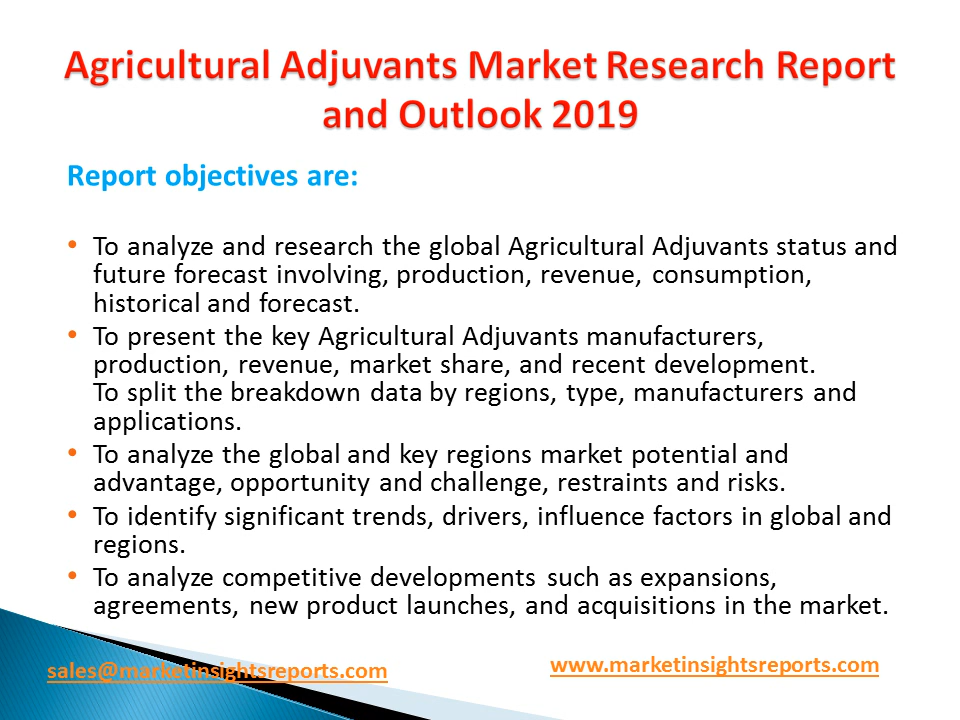 Agricultural Adjuvants Market Research Report
and Outlook 2019
Report objectives are:
• To analyze and research the global Agricultural Adjuvants status and
future forecast involving, production, revenue, consumption,
historical and forecast.
• To present the key Agricultural Adjuvants manufacturers,
production, revenue, market share, and recent development.
To split the breakdown data by regions, type, manufacturers and
applications.
• To analyze the global and key regions market potential and
advantage, opportunity and challenge, restraints and risks.
• To identify significant trends, drivers, influence factors in global and
regions.
• To analyze competitive developments such as expansions,
agreements, new product launches, and acquisitions in the market.
sales@marketinsightsreports.com
www.marketinsightsreports.com